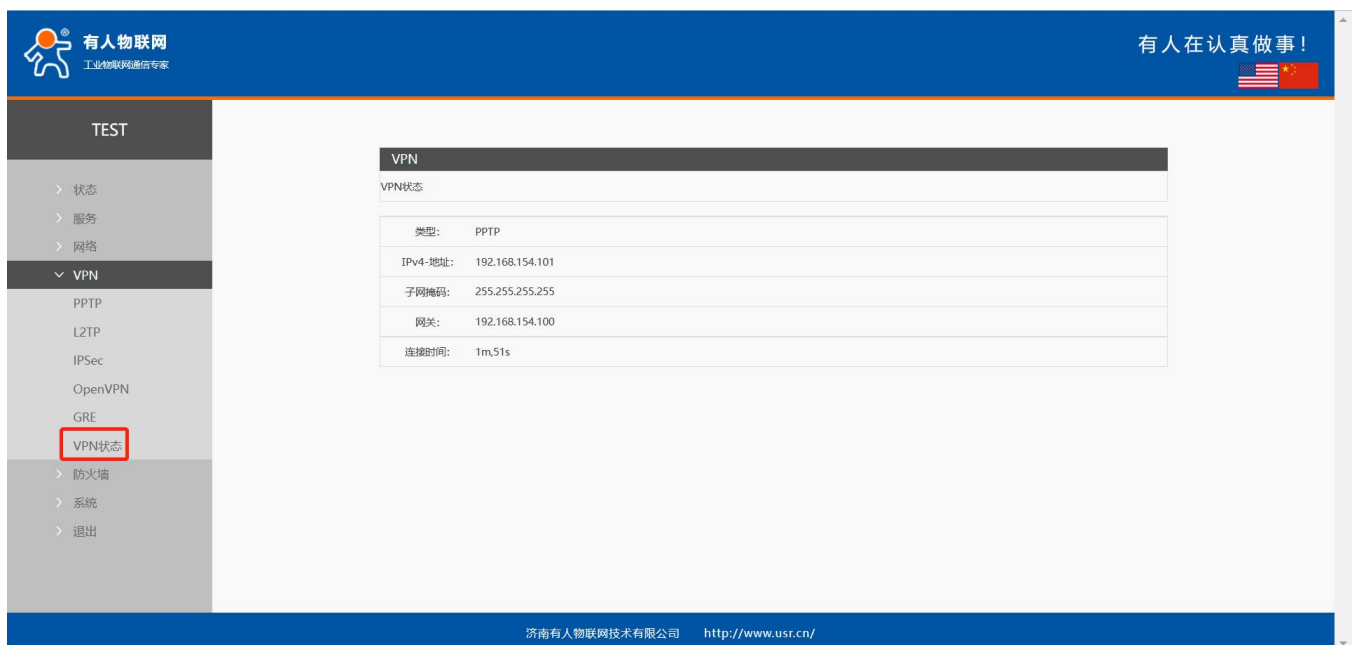 有人物联网
工业物联网通信专家
有人在认真做事!
TEST
状态
服务
网络
VPN
PPTP
L2TP
IPSec
OpenVPN
GRE
VPN状态
防火墙
系统
退出
VPN
VPN状态
类型: PPTP
IPv4-地址: 192.168.154.101
子网掩码: 255.255.255.255
网关: 192.168.154.100
连接时间: 1m,51s
济南有人物联网技术有限公司 http://www.usr.cn/